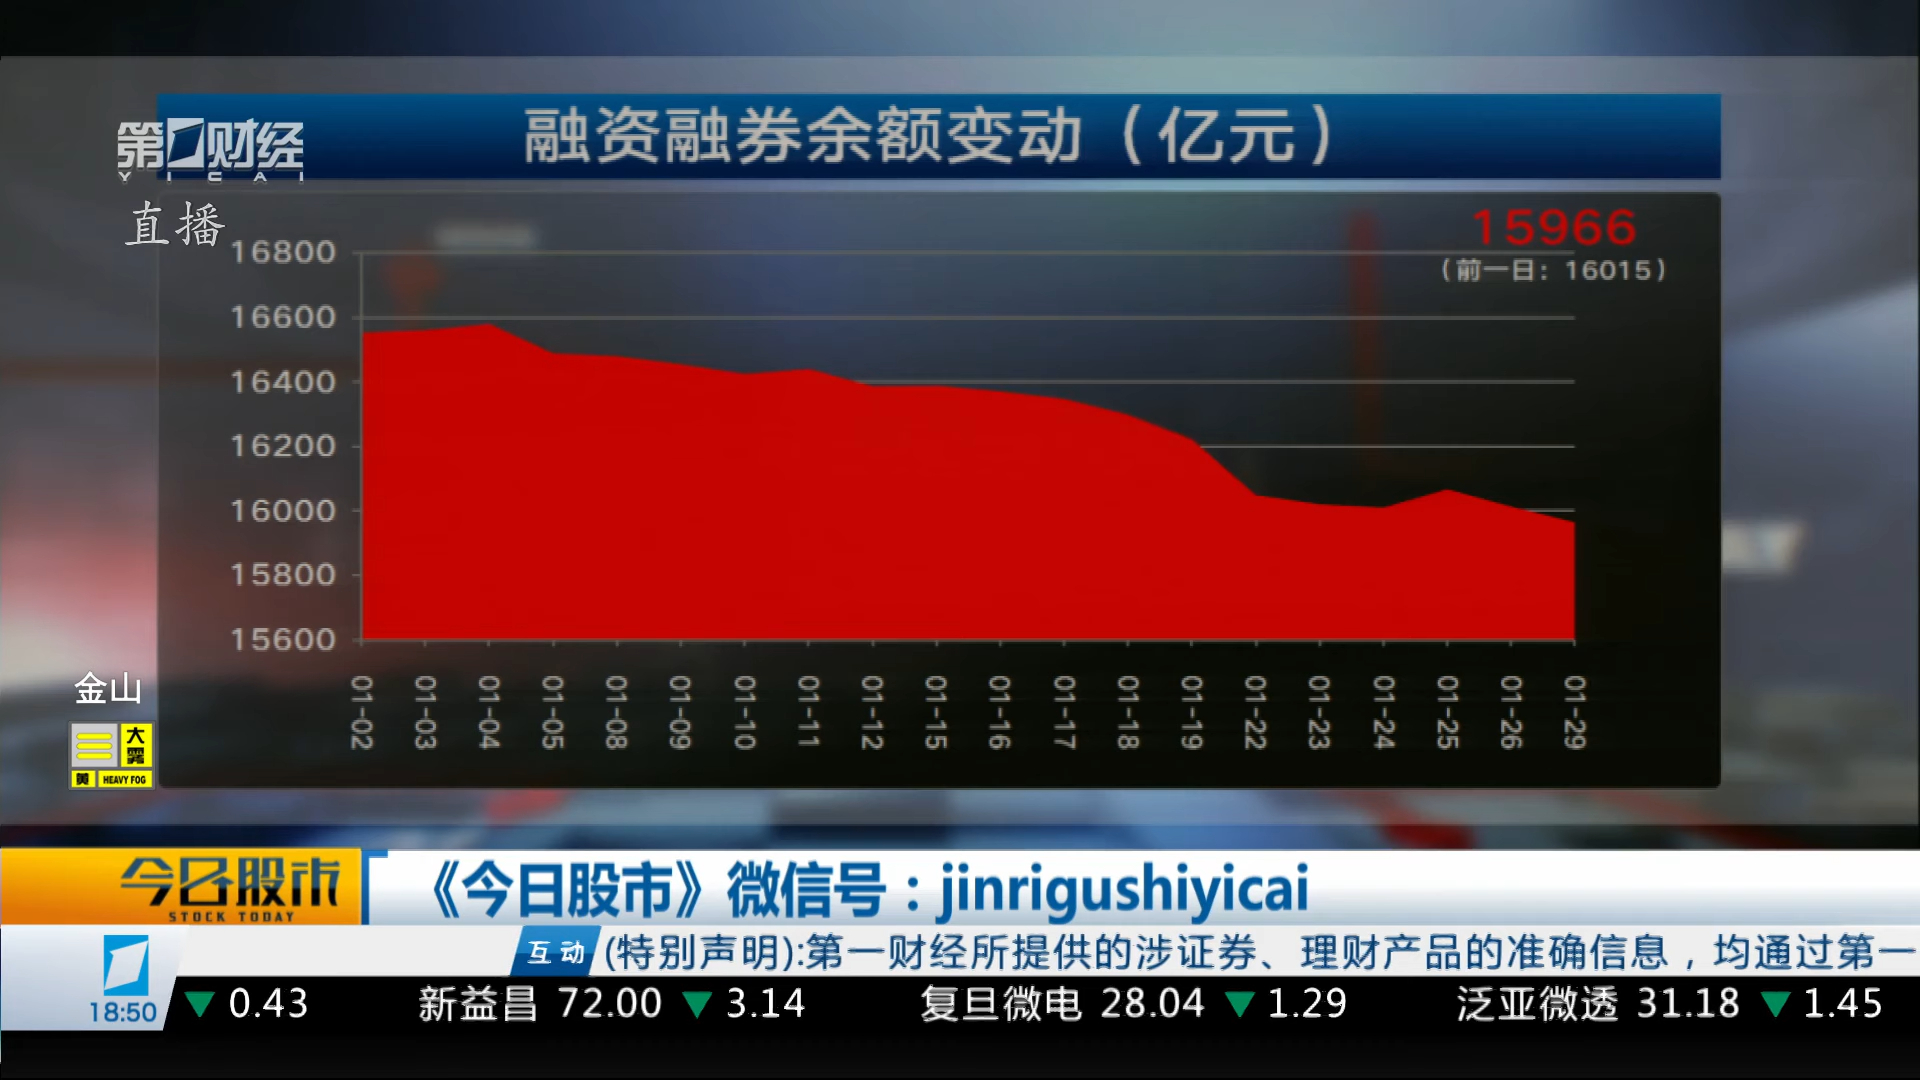 融资融券余额变动（亿元）
第一财经
YICAI
直播
15966
（前一日：16015）
16800
16600
16400
16200
16000
15800
15600
01-02 01-03 01-04 01-05 01-08 01-09 01-10 01-11 01-12 01-15 01-16 01-17 01-18 01-19 01-22 01-23 01-24 01-25 01-26 01-29
金山
大雾
黄 HEAVY FOG
今日股市
STOCK TODAY
《今日股市》微信号：jinrigushiyicai
互动 (特别声明):第一财经所提供的涉证券、理财产品的准确信息，均通过第一
18:50
▼ 0.43 新益昌 72.00 ▼ 3.14 复旦微电 28.04 ▼ 1.29 泛亚微透 31.18 ▼ 1.45